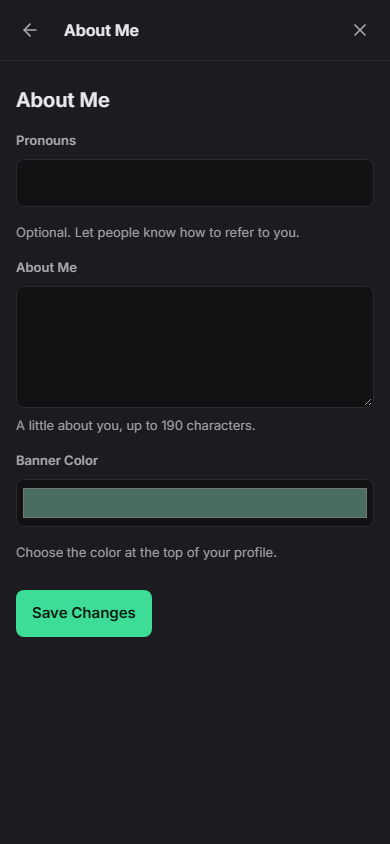 About Me
About Me
Pronouns
Optional. Let people know how to refer to you.
About Me
A little about you, up to 190 characters.
Banner Color
Choose the color at the top of your profile.
Save Changes